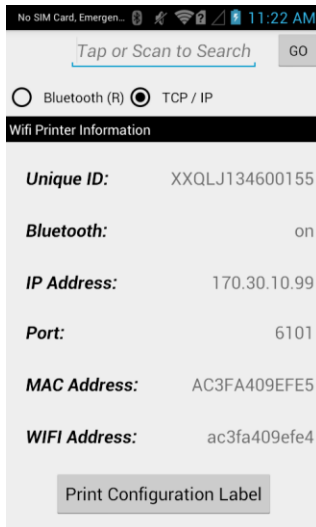 No SIM Card, Emergen... 11:22 AM
Tap or Scan to Search GO
Bluetooth (R) TCP / IP
Wifi Printer Information
Unique ID: XXQLJ134600155
Bluetooth: on
IP Address: 170.30.10.99
Port: 6101
MAC Address: AC3FA409EFE5
WIFI Address: ac3fa409efe4
Print Configuration Label